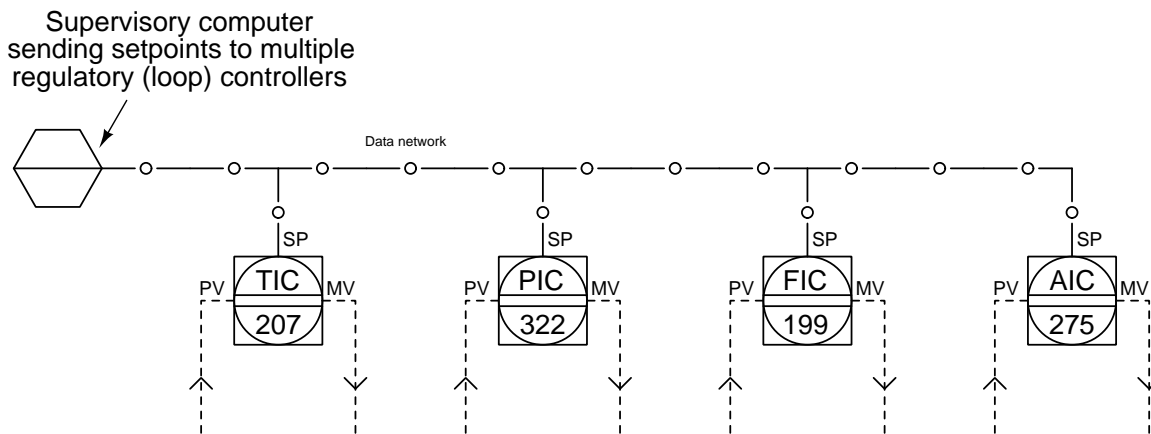 Supervisory computer
sending setpoints to multiple
regulatory (loop) controllers
Data network
SP
SP
SP
SP
PV
TIC
MV
207
PV
PIC
MV
322
PV
FIC
MV
199
PV
AIC
MV
275